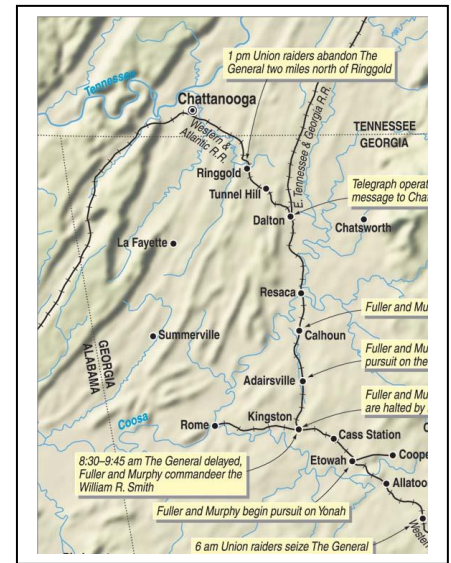 1 pm Union raiders abandon The
General two miles north of Ringgold
Tennessee
Chattanooga
Western &
Atlantic R.R.
E. Tennessee & Georgia R.R.
TENNESSEE
GEORGIA
Ringgold
Tunnel Hill
Telegraph operat
message to Chat
Dalton
Chatsworth
La Fayette
Resaca
Fuller and Mu
Calhoun
Summerville
GEORGIA
ALABAMA
Fuller and Mu
pursuit on the
Adairsville
Fuller and Mu
are halted by
Coosa
Rome
Kingston
Cass Station
C
Etowah
Coope
8:30–9:45 am The General delayed,
Fuller and Murphy commandeer the
William R. Smith
Allatoo
Fuller and Murphy begin pursuit on Yonah
Western
6 am Union raiders seize The General